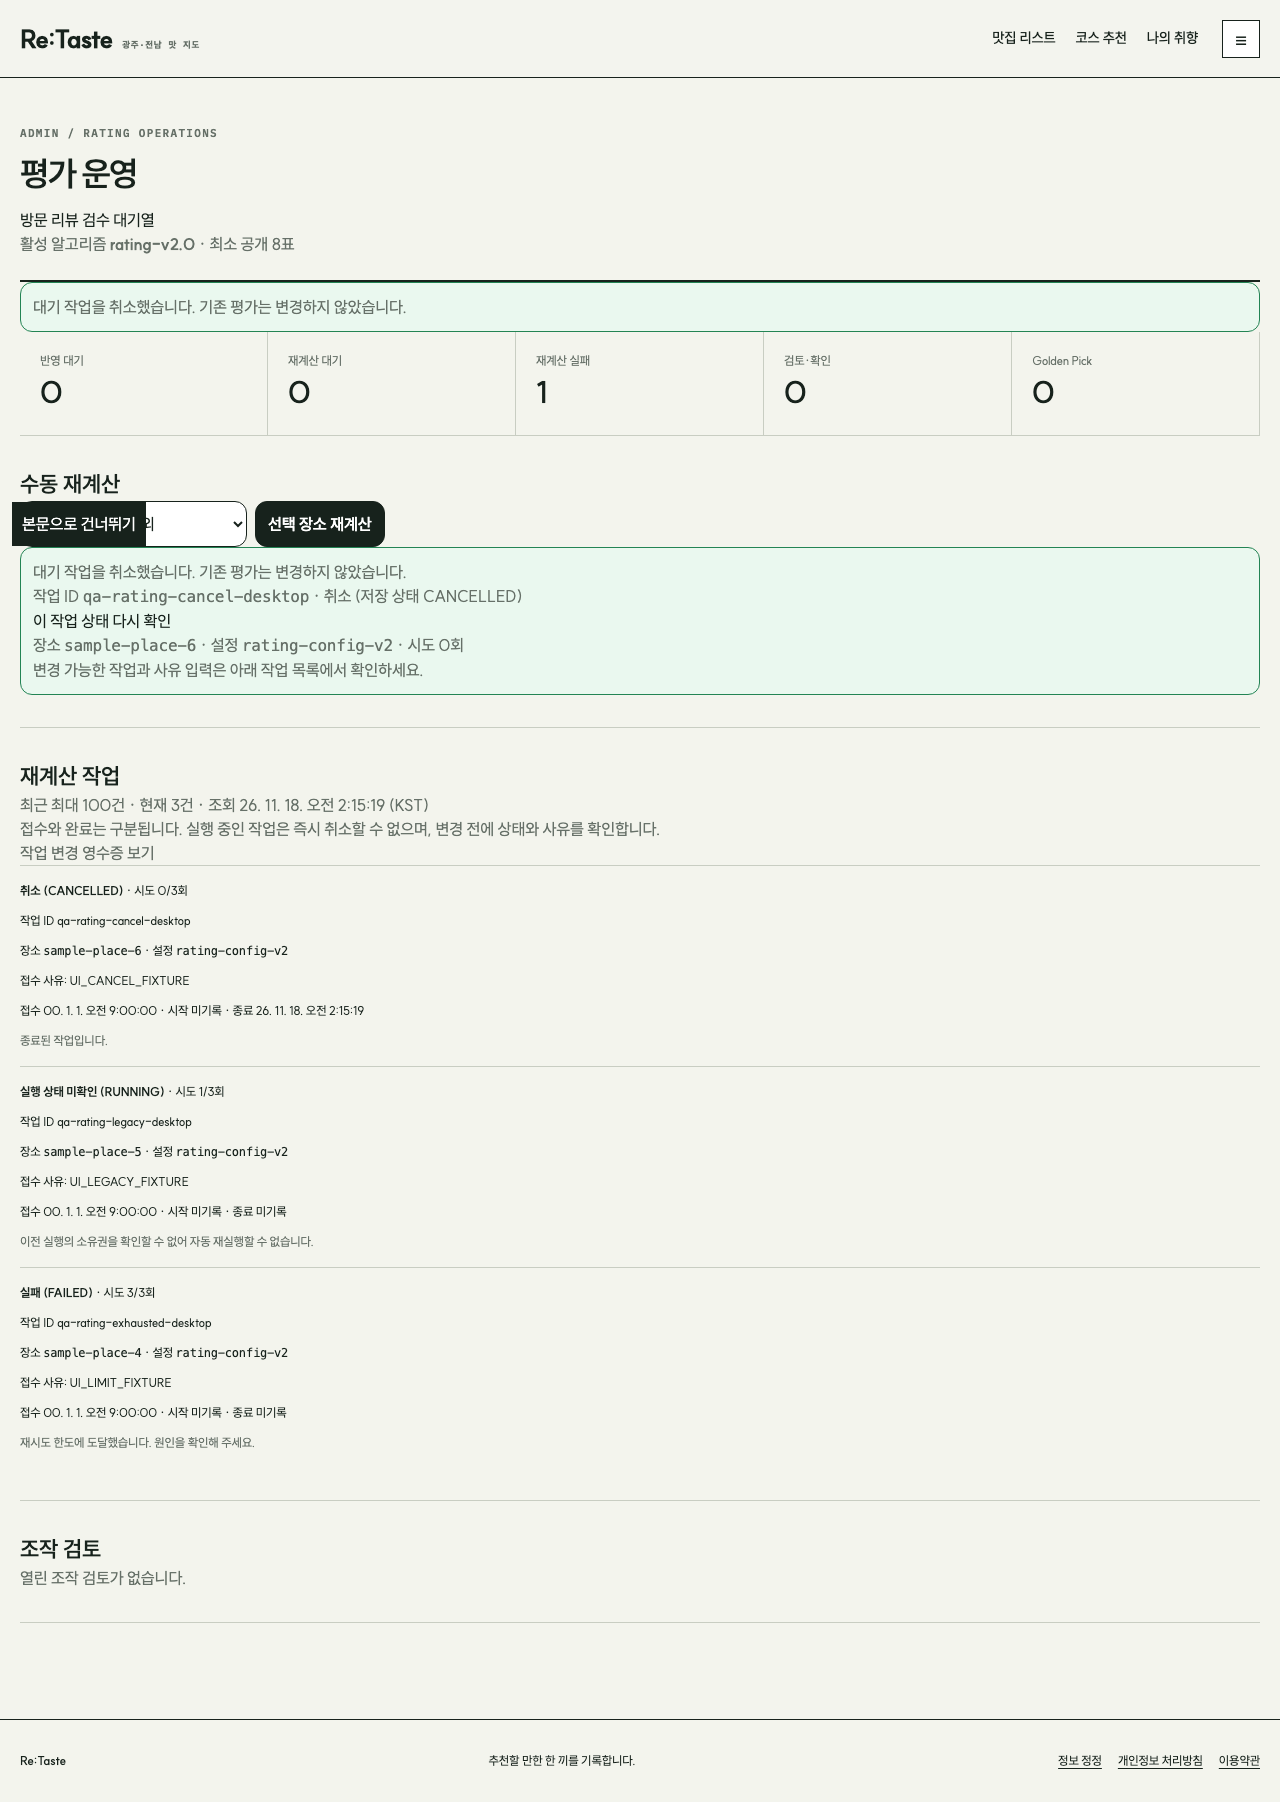 Re:Taste 광주·전남 맛 지도
맛집 리스트 코스 추천 나의 취향 ≡
ADMIN / RATING OPERATIONS
평가 운영
방문 리뷰 검수 대기열
활성 알고리즘 rating-v2.0 · 최소 공개 8표
대기 작업을 취소했습니다. 기존 평가는 변경하지 않았습니다.
반영 대기 재계산 대기 재계산 실패 검토·확인 Golden Pick
0 0 1 0 0
수동 재계산
본문으로 건너뛰기 선택 장소 재계산
대기 작업을 취소했습니다. 기존 평가는 변경하지 않았습니다.
작업 ID qa-rating-cancel-desktop · 취소 (저장 상태 CANCELLED)
이 작업 상태 다시 확인
장소 sample-place-6 · 설정 rating-config-v2 · 시도 0회
변경 가능한 작업과 사유 입력은 아래 작업 목록에서 확인하세요.
재계산 작업
최근 최대 100건 · 현재 3건 · 조회 26. 11. 18. 오전 2:15:19 (KST)
접수와 완료는 구분됩니다. 실행 중인 작업은 즉시 취소할 수 없으며, 변경 전에 상태와 사유를 확인합니다.
작업 변경 영수증 보기
취소 (CANCELLED) · 시도 0/3회
작업 ID qa-rating-cancel-desktop
장소 sample-place-6 · 설정 rating-config-v2
접수 사유: UI_CANCEL_FIXTURE
접수 00. 1. 1. 오전 9:00:00 · 시작 미기록 · 종료 26. 11. 18. 오전 2:15:19
종료된 작업입니다.
실행 상태 미확인 (RUNNING) · 시도 1/3회
작업 ID qa-rating-legacy-desktop
장소 sample-place-5 · 설정 rating-config-v2
접수 사유: UI_LEGACY_FIXTURE
접수 00. 1. 1. 오전 9:00:00 · 시작 미기록 · 종료 미기록
이전 실행의 소유권을 확인할 수 없어 자동 재실행할 수 없습니다.
실패 (FAILED) · 시도 3/3회
작업 ID qa-rating-exhausted-desktop
장소 sample-place-4 · 설정 rating-config-v2
접수 사유: UI_LIMIT_FIXTURE
접수 00. 1. 1. 오전 9:00:00 · 시작 미기록 · 종료 미기록
재시도 한도에 도달했습니다. 원인을 확인해 주세요.
조작 검토
열린 조작 검토가 없습니다.
Re:Taste 추천할 만한 한 끼를 기록합니다. 정보 정정 개인정보 처리방침 이용약관